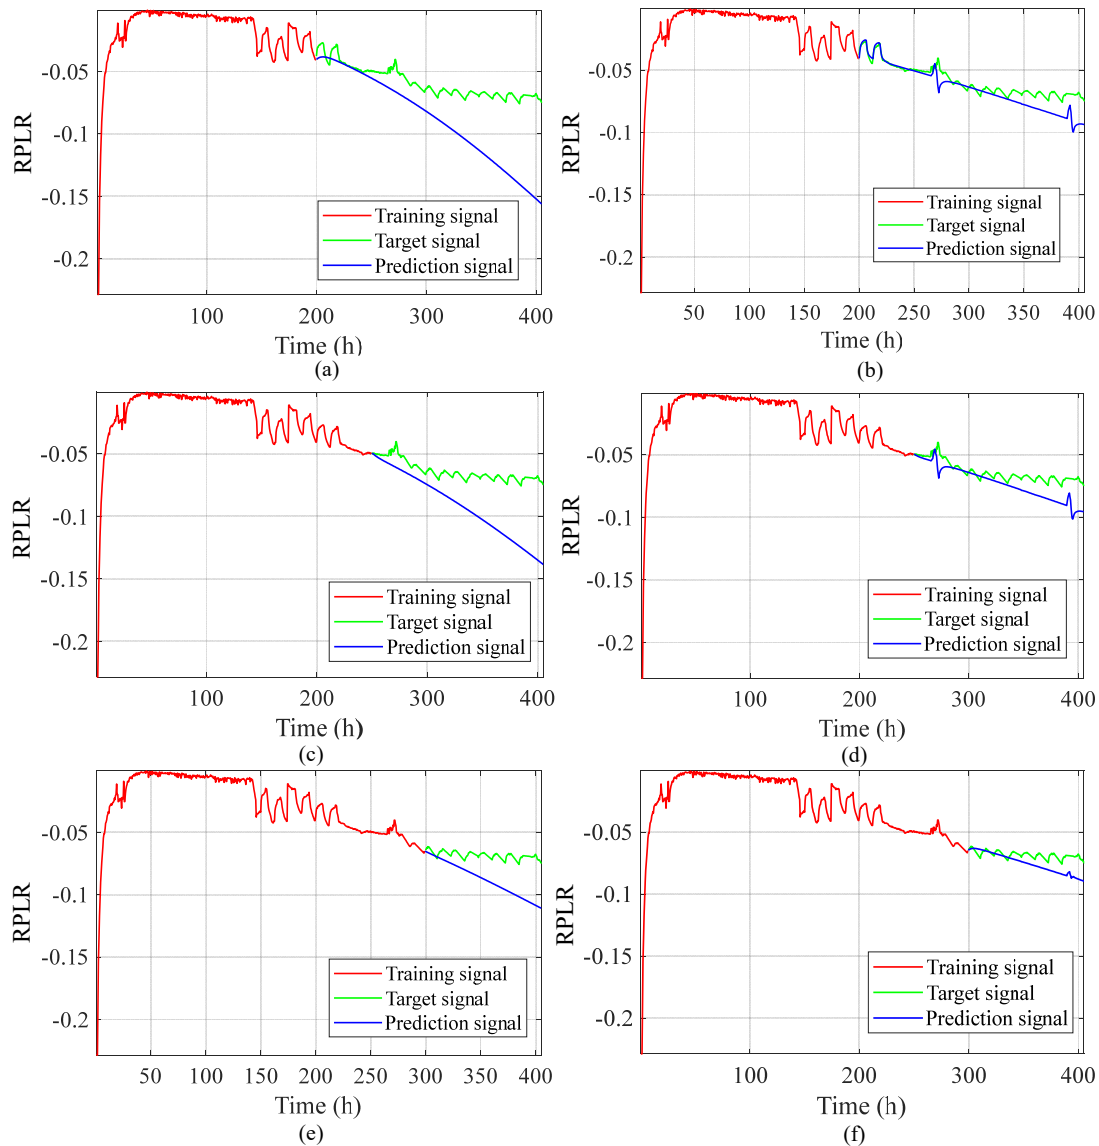 RPLR
-0.05
-0.1
-0.15
-0.2
Training signal
Target signal
Prediction signal
100 200 300 400
Time (h)
(a)
RPLR
-0.05
-0.1
-0.15
-0.2
Training signal
Target signal
Prediction signal
50 100 150 200 250 300 350 400
Time (h)
(b)
RPLR
-0.05
-0.1
-0.15
-0.2
Training signal
Target signal
Prediction signal
100 200 300 400
Time (h)
(c)
RPLR
-0.05
-0.1
-0.15
-0.2
Training signal
Target signal
Prediction signal
100 200 300 400
Time (h)
(d)
RPLR
-0.05
-0.1
-0.15
-0.2
Training signal
Target signal
Prediction signal
50 100 150 200 250 300 350 400
Time (h)
(e)
RPLR
-0.05
-0.1
-0.15
-0.2
Training signal
Target signal
Prediction signal
100 200 300 400
Time (h)
(f)